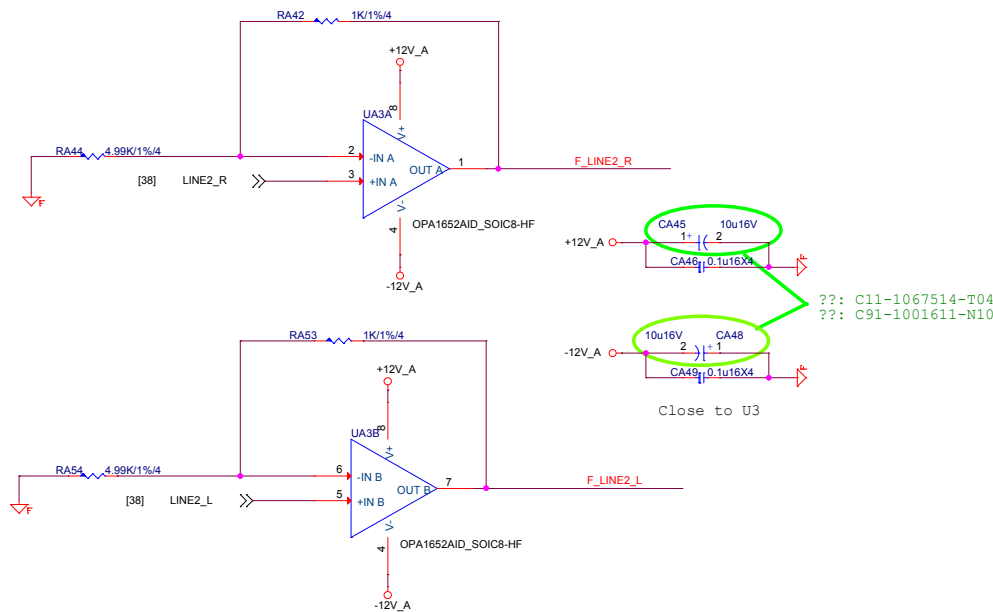 RA42 1K/1%/4
+12V_A
8
UA3A
V+
RA44 4.99K/1%/4
2 -IN A
OUT A 1
F_LINE2_R
[38] LINE2_R
3 +IN A
F
V-
4
OPA1652AID_SOIC8-HF
-12V_A
CA45 10u16V
1 + 2
+12V_A
CA46 0.1u16X4
F
??: C11-1067514-T04
??: C91-1001611-N10
10u16V CA48
2 + 1
-12V_A
CA49 0.1u16X4
F
Close to U3
RA53 1K/1%/4
+12V_A
8
UA3B
V+
RA54 4.99K/1%/4
6 -IN B
OUT B 7
F_LINE2_L
[38] LINE2_L
5 +IN B
F
V-
4
OPA1652AID_SOIC8-HF
-12V_A